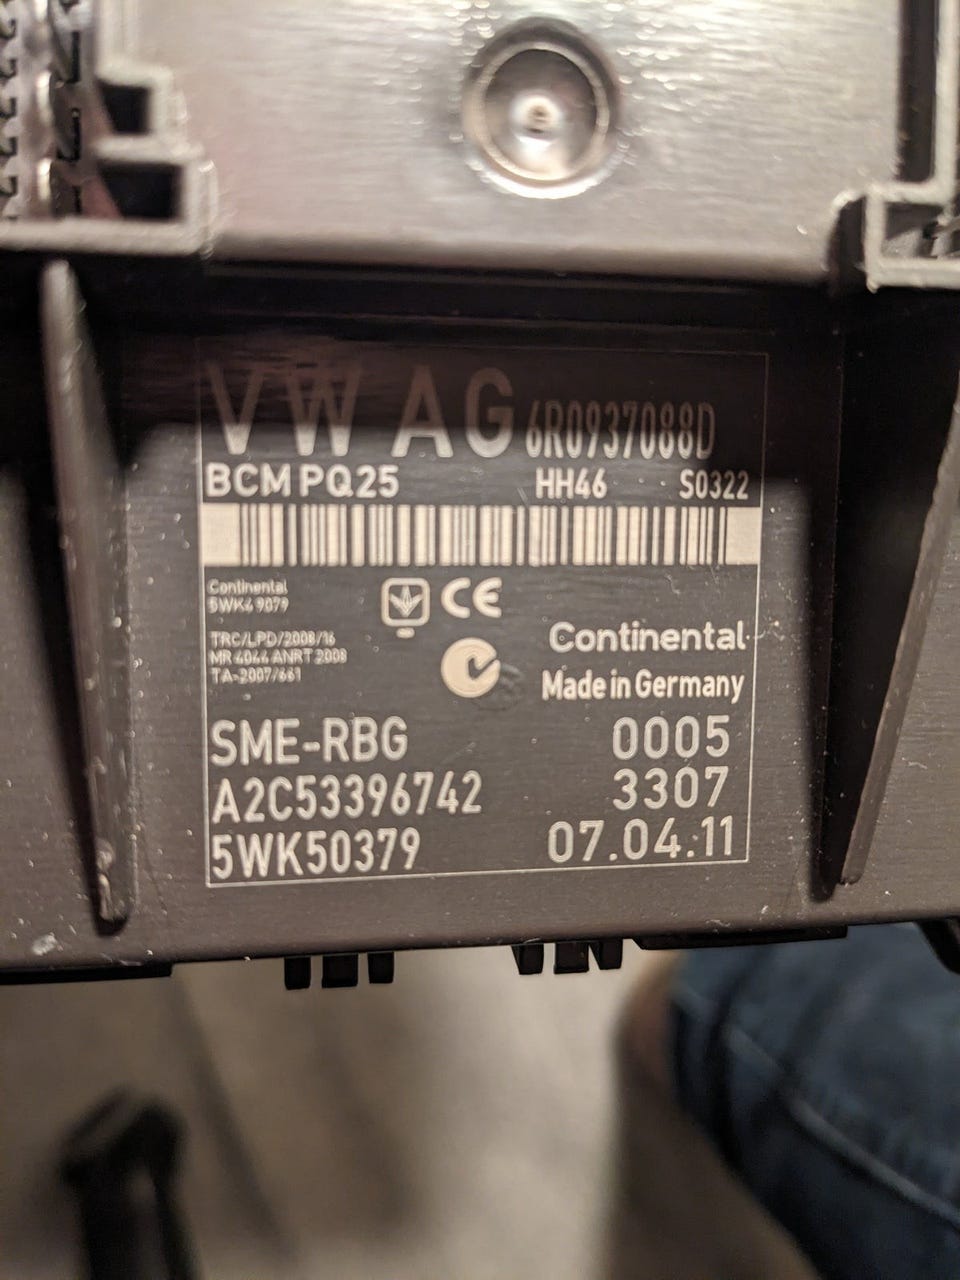 VW AG 6R0937088D
BCM PQ25 HH46 S0322
Continental
5WK4 9079
TRC/LPD/2008/16
MR 4044 ANRT 2008
TA-2007/661
CE
Continental
Made in Germany
SME-RBG 0005
A2C53396742 3307
5WK50379 07.04.11